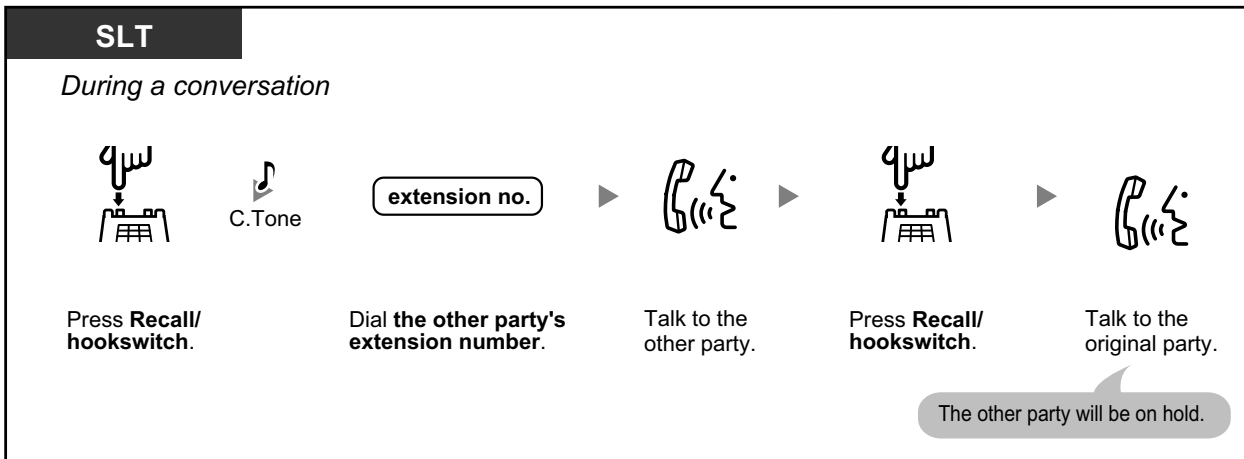 SLT
During a conversation
C.Tone
extension no.
Press Recall/
hookswitch.
Dial the other party's
extension number.
Talk to the
other party.
Press Recall/
hookswitch.
Talk to the
original party.
The other party will be on hold.